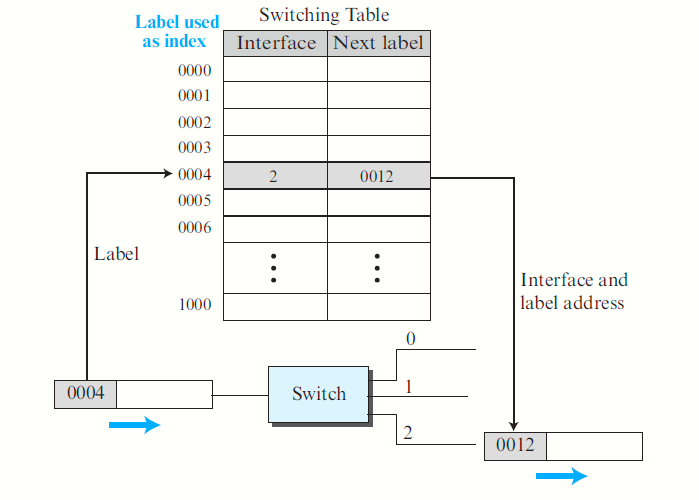 Switching Table
Label used
as index
Interface Next label
0000
0001
0002
0003
0004 2 0012
0005
0006
1000
Label
Interface and
label address
0004
Switch
0
1
2
0012